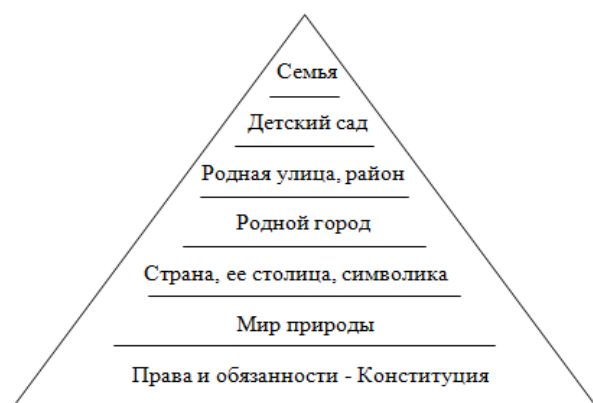 Семья
Детский сад
Родная улица, район
Родной город
Страна, ее столица, символика
Мир природы
Права и обязанности - Конституция